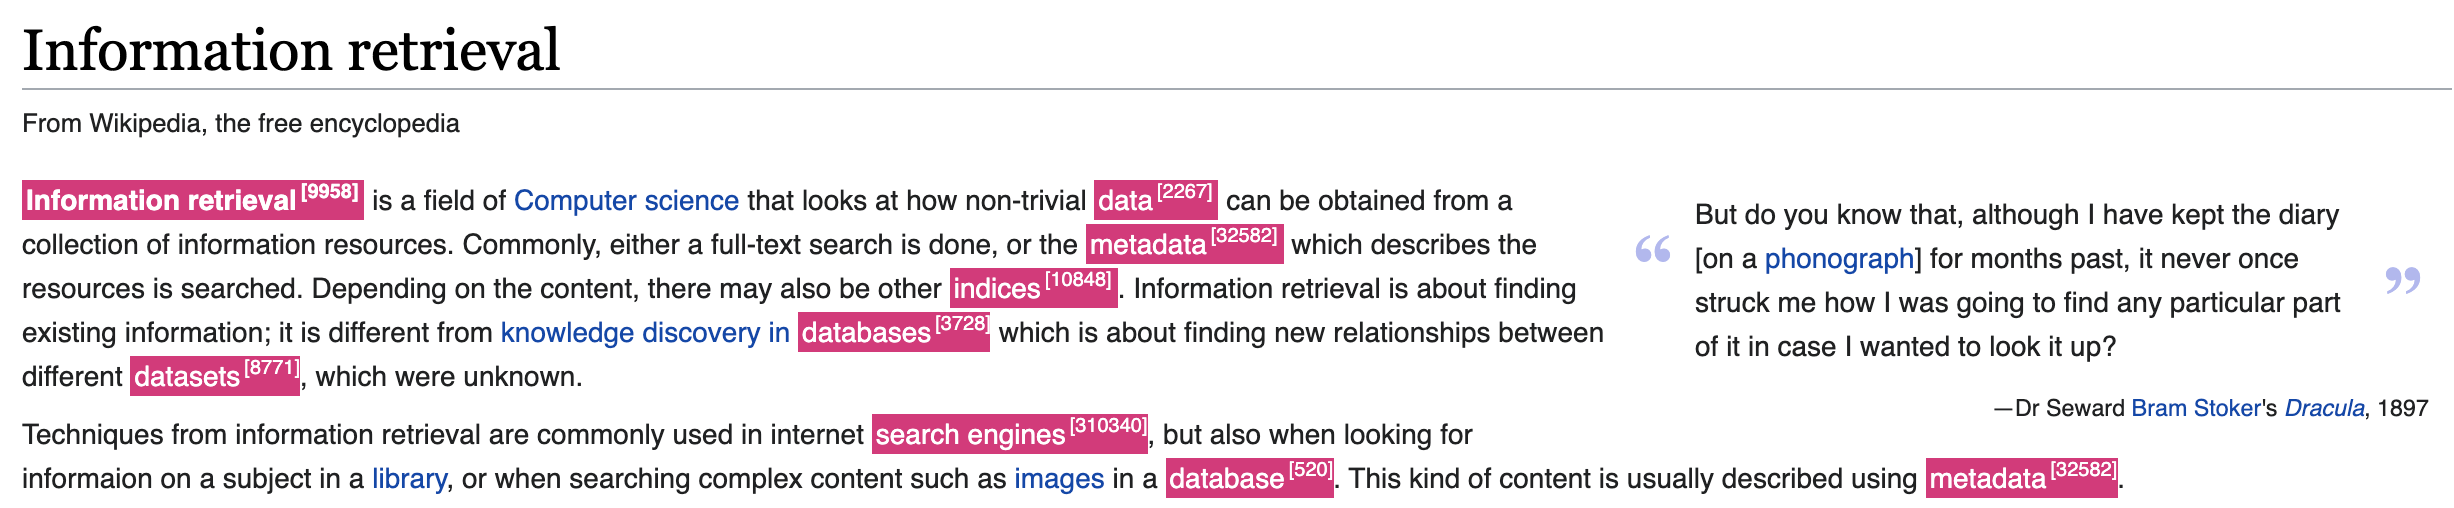 Information retrieval
From Wikipedia, the free encyclopedia
Information retrieval [9958] is a field of Computer science that looks at how non-trivial data [2267] can be obtained from a
collection of information resources. Commonly, either a full-text search is done, or the metadata [32582] which describes the
resources is searched. Depending on the content, there may also be other indices [10848]. Information retrieval is about finding
existing information; it is different from knowledge discovery in databases [3728] which is about finding new relationships between
different datasets [8771], which were unknown.
Techniques from information retrieval are commonly used in internet search engines [310340], but also when looking for
informaion on a subject in a library, or when searching complex content such as images in a database [520]. This kind of content is usually described using metadata [32582].
“ But do you know that, although I have kept the diary
[on a phonograph] for months past, it never once
struck me how I was going to find any particular part
of it in case I wanted to look it up? ”
—Dr Seward Bram Stoker's Dracula, 1897